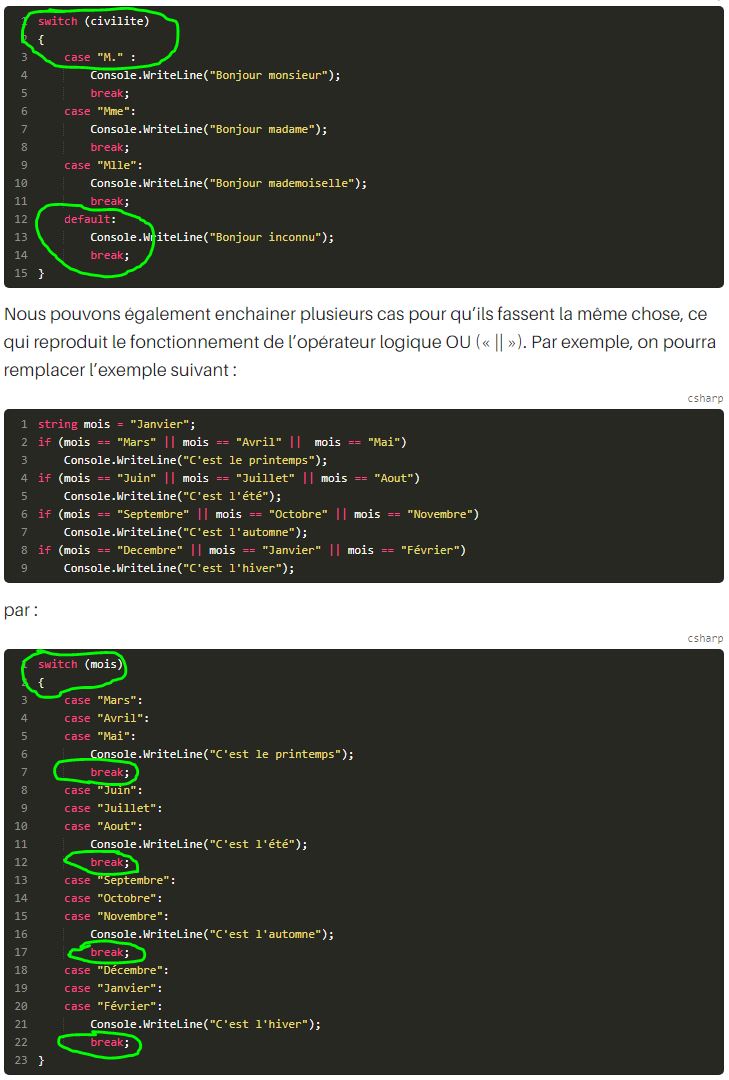 1 switch (civilite)
2 {
3 case "M." :
4 Console.WriteLine("Bonjour monsieur");
5 break;
6 case "Mme":
7 Console.WriteLine("Bonjour madame");
8 break;
9 case "Mlle":
10 Console.WriteLine("Bonjour mademoiselle");
11 break;
12 default:
13 Console.WriteLine("Bonjour inconnu");
14 break;
15 }
Nous pouvons également enchainer plusieurs cas pour qu’ils fassent la même chose, ce
qui reproduit le fonctionnement de l’opérateur logique OU (« || »). Par exemple, on pourra
remplacer l’exemple suivant :
csharp
1 string mois = "Janvier";
2 if (mois == "Mars" || mois == "Avril" ||  mois == "Mai")
3 Console.WriteLine("C'est le printemps");
4 if (mois == "Juin" || mois == "Juillet" || mois == "Aout")
5 Console.WriteLine("C'est l'été");
6 if (mois == "Septembre" || mois == "Octobre" || mois == "Novembre")
7 Console.WriteLine("C'est l'automne");
8 if (mois == "Decembre" || mois == "Janvier" || mois == "Février")
9 Console.WriteLine("C'est l'hiver");
par :
csharp
1 switch (mois)
2 {
3 case "Mars":
4 case "Avril":
5 case "Mai":
6 Console.WriteLine("C'est le printemps");
7 break;
8 case "Juin":
9 case "Juillet":
10 case "Aout":
11 Console.WriteLine("C'est l'été");
12 break;
13 case "Septembre":
14 case "Octobre":
15 case "Novembre":
16 Console.WriteLine("C'est l'automne");
17 break;
18 case "Décembre":
19 case "Janvier":
20 case "Février":
21 Console.WriteLine("C'est l'hiver");
22 break;
23 }